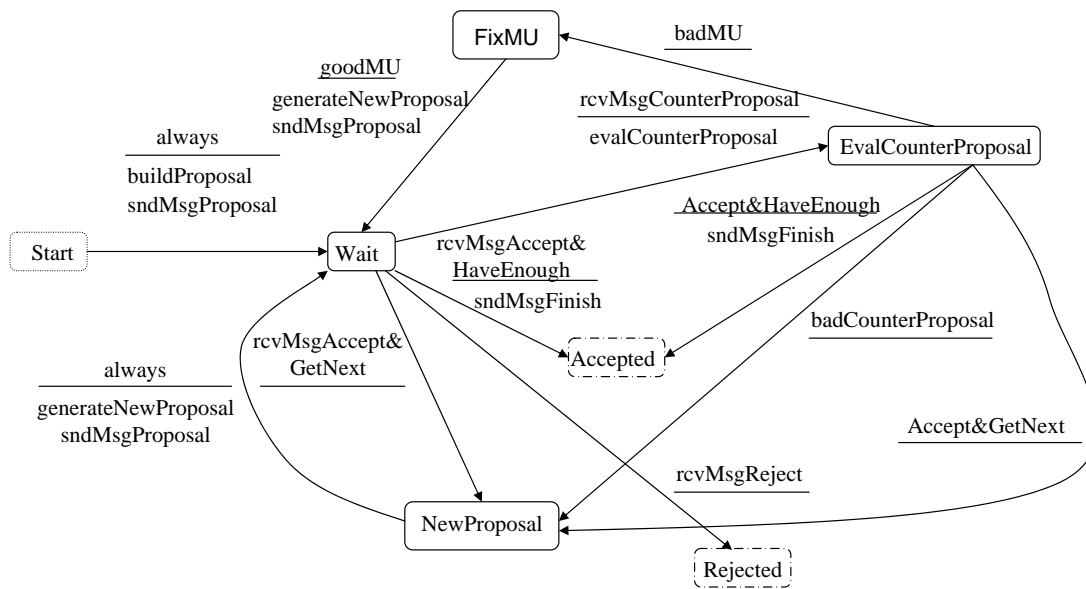 FixMU
badMU
goodMU
generateNewProposal
sndMsgProposal
rcvMsgCounterProposal
evalCounterProposal
always
buildProposal
sndMsgProposal
EvalCounterProposal
Accept&HaveEnough
sndMsgFinish
Start
Wait
rcvMsgAccept&
HaveEnough
sndMsgFinish
badCounterProposal
rcvMsgAccept&
GetNext
Accepted
always
generateNewProposal
sndMsgProposal
Accept&GetNext
rcvMsgReject
NewProposal
Rejected